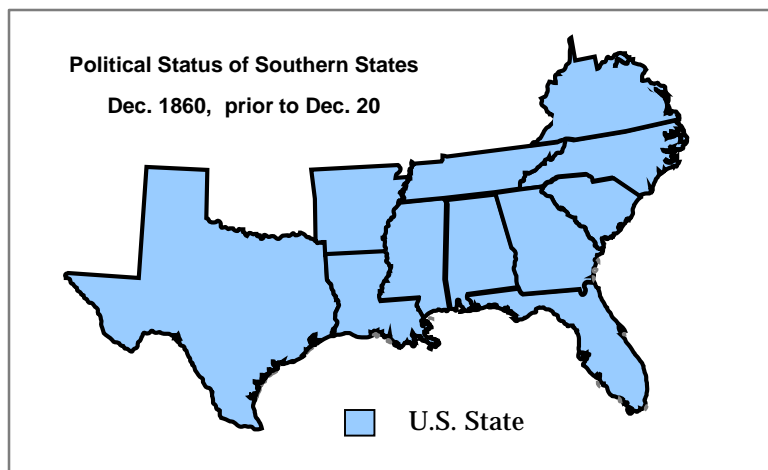 Political Status of Southern States
Dec. 1860, prior to Dec. 20
U.S. State